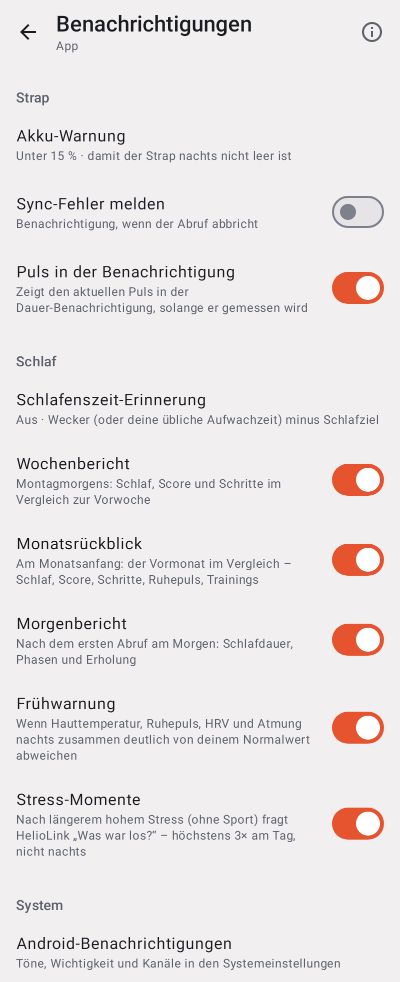 Benachrichtigungen
App
Strap
Akku-Warnung
Unter 15 % · damit der Strap nachts nicht leer ist
Sync-Fehler melden
Benachrichtigung, wenn der Abruf abbricht
Puls in der Benachrichtigung
Zeigt den aktuellen Puls in der
Dauer-Benachrichtigung, solange er gemessen wird
Schlaf
Schlafenszeit-Erinnerung
Aus · Wecker (oder deine übliche Aufwachzeit) minus Schlafziel
Wochenbericht
Montagmorgens: Schlaf, Score und Schritte im
Vergleich zur Vorwoche
Monatsrückblick
Am Monatsanfang: der Vormonat im Vergleich –
Schlaf, Score, Schritte, Ruhepuls, Trainings
Morgenbericht
Nach dem ersten Abruf am Morgen: Schlafdauer,
Phasen und Erholung
Frühwarnung
Wenn Hauttemperatur, Ruhepuls, HRV und Atmung
nachts zusammen deutlich von deinem Normalwert
abweichen
Stress-Momente
Nach längerem hohem Stress (ohne Sport) fragt
HelioLink „Was war los?“ – höchstens 3× am Tag,
nicht nachts
System
Android-Benachrichtigungen
Töne, Wichtigkeit und Kanäle in den Systemeinstellungen